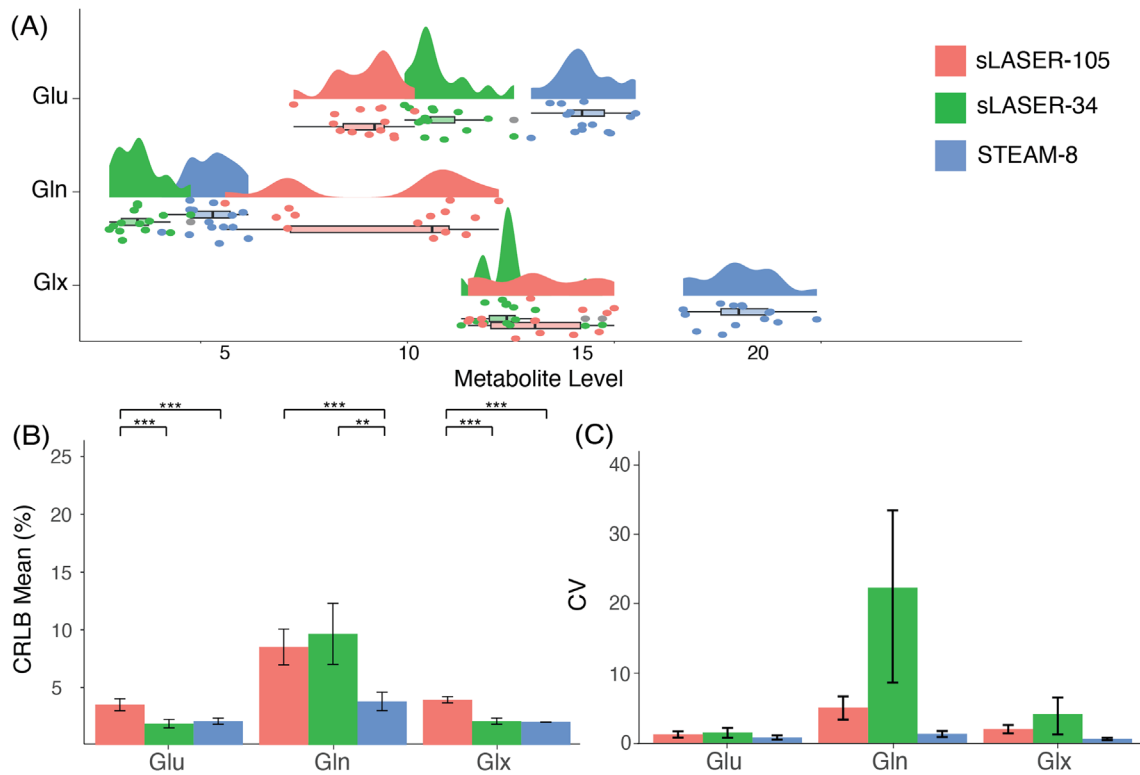 (A)
Glu
Gln
Glx
5 10 15 20
Metabolite Level
sLASER-105
sLASER-34
STEAM-8
(B)
*** ***
*** ** ***
***
CRLB Mean (%)
25
20
15
10
5
Glu Gln Glx
(C)
CV
40
30
20
10
0
Glu Gln Glx